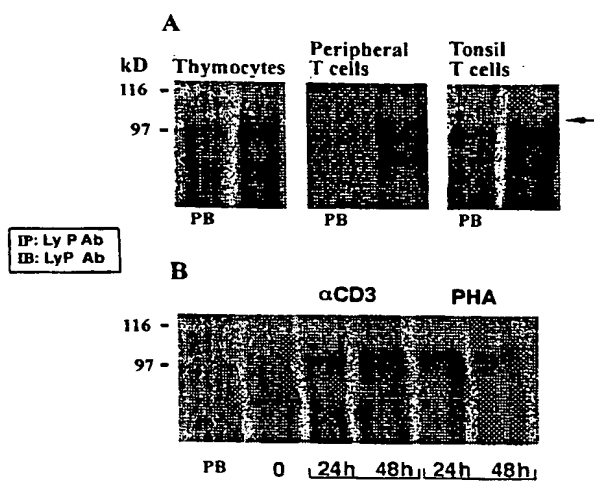 A
kD
Thymocytes
Peripheral
T cells
Tonsil
T cells
116 -
97 -
PB
PB
PB
IP: Ly P Ab
IB: LyP Ab
B
αCD3
PHA
116 -
97 -
PB
0
24h
48h
24h
48h